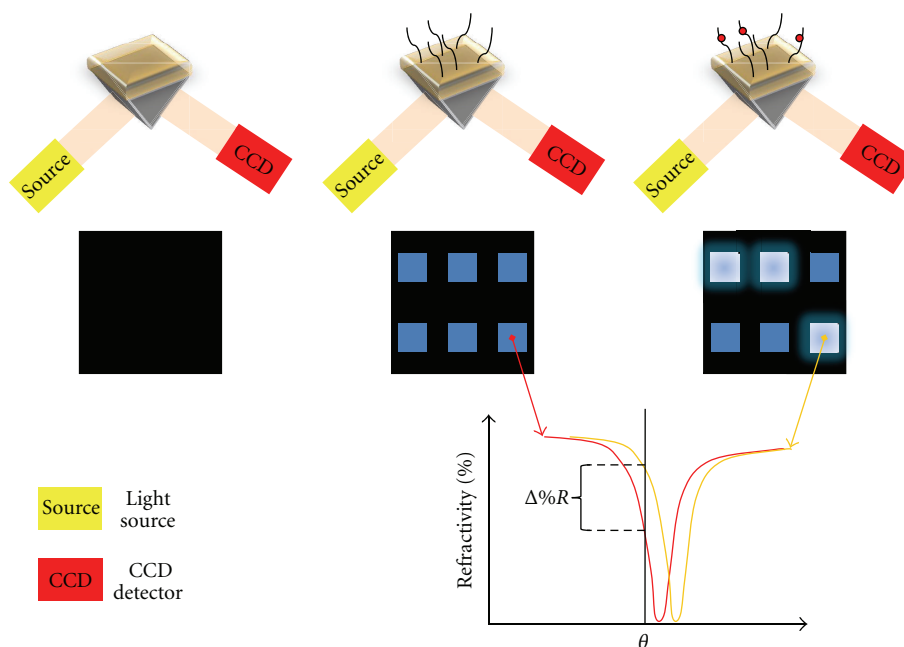 Source
CCD
Source
CCD
Source
CCD
Source
Light
source
CCD
CCD
detector
Refractivity (%)
Δ%R
θ